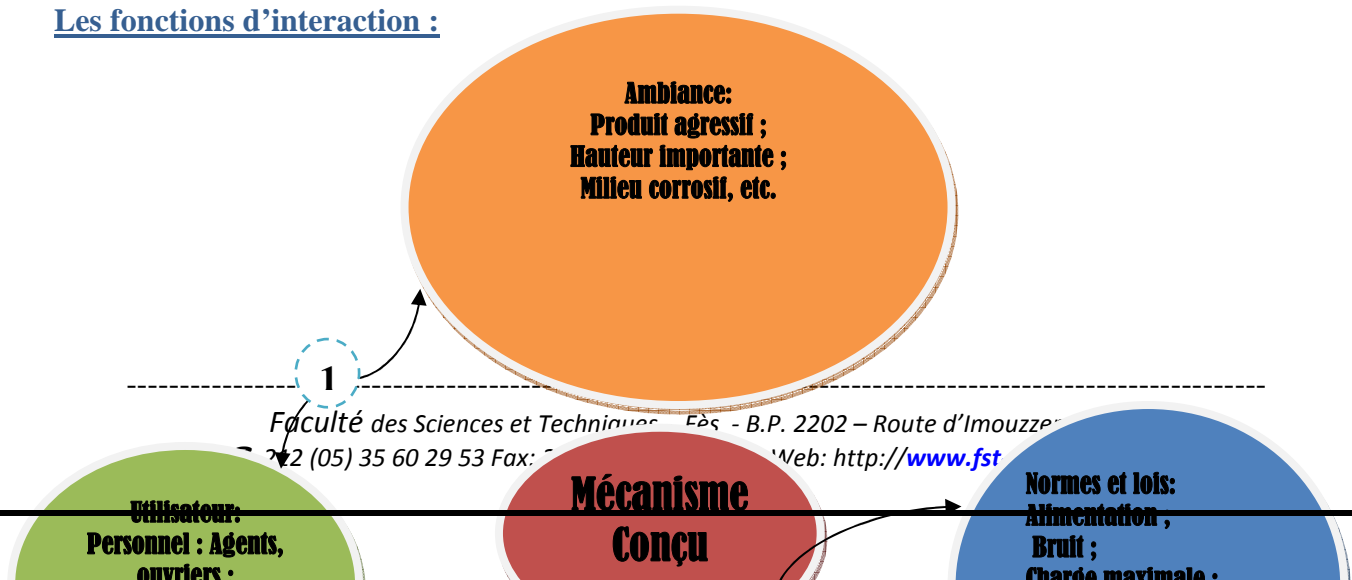 Les fonctions d'interaction :
Ambiance:
Produit agressif ;
Hauteur importante ;
Milieu corrosif, etc.
1
Faculté des Sciences et Techniques Fès - B.P. 2202 – Route d'Imouzzer
(05) 35 60 29 53 Fax: Web: http://www.fst
Utilisateur:
Personnel : Agents,
ouvriers ;
Mécanisme
Conçu
Normes et lois:
Alimentation ;
Bruit ;
Charge maximale ;